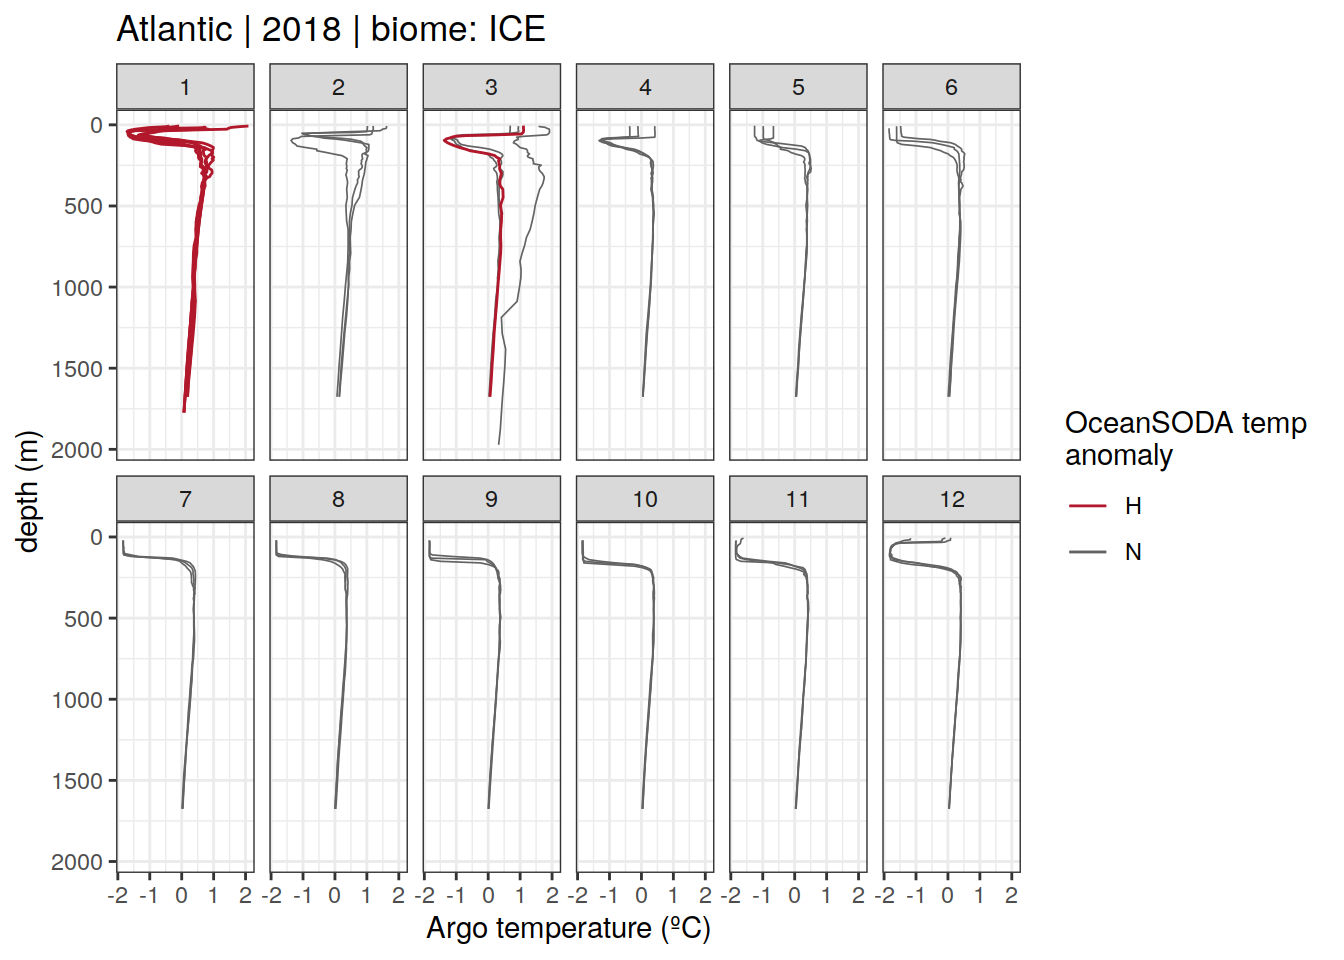 Atlantic | 2018 | biome: ICE
1 2 3 4 5 6
0
500
1000
1500
2000
7 8 9 10 11 12
0
500
1000
1500
2000
-2 -1 0 1 2 -2 -1 0 1 2 -2 -1 0 1 2 -2 -1 0 1 2 -2 -1 0 1 2 -2 -1 0 1 2
Argo temperature (ºC)
depth (m)
OceanSODA temp
anomaly
H
N